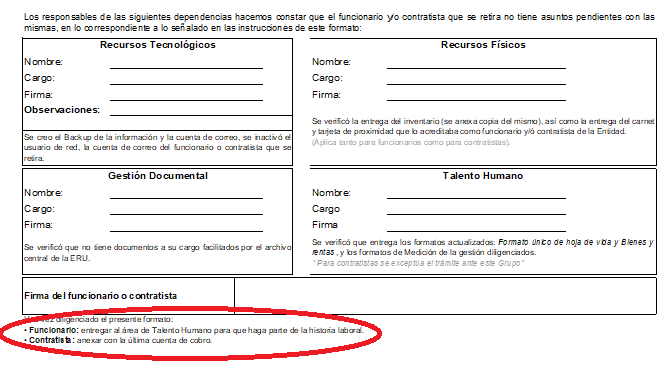 Los responsables de las siguientes dependencias hacemos constar que el funcionario y/o contratista que se retira no tiene asuntos pendientes con las
mismas, en lo correspondiente a lo señalado en las instrucciones de este formato:
Recursos Tecnológicos
Nombre:
Cargo:
Firma:
Observaciones:
Se creo el Backup de la información y la cuenta de correo, se inactivó el
usuario de red, la cuenta de correo del funcionario o contratista que se
retira.
Recursos Físicos
Nombre:
Cargo:
Firma:
Se verificó la entrega del inventario (se anexa copia del mismo), así como la entrega del carnet
y tarjeta de proximidad que lo acreditaba como funcionario y/ó contratista de la Entidad.
(Aplica tanto para funcionarios como para contratistas).
Gestión Documental
Nombre:
Cargo:
Firma:
Se verificó que no tiene documentos a su cargo facilitados por el archivo
central de la ERU.
Talento Humano
Nombre:
Cargo
Firma
Se verificó que entrega los formatos actualizados: Formato único de hoja de vida y Bienes y
rentas, y los formatos de Medición de la gestión diligenciados.
" Para contratistas se exceptúa el trámite ante este Grupo"
Firma del funcionario o contratista
vez diligenciado el presente formato:
• Funcionario: entregar al área de Talento Humano para que haga parte de la historia laboral.
• Contratista: anexar con la última cuenta de cobro.